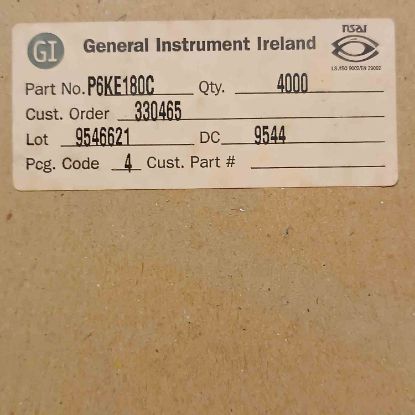 GI General Instrument Ireland nsai
I.S./ISO 9002/EN 29002
Part No. P6KE180C Qty. 4000
Cust. Order 330465
Lot 9546621 DC 9544
Pcg. Code 4 Cust. Part #